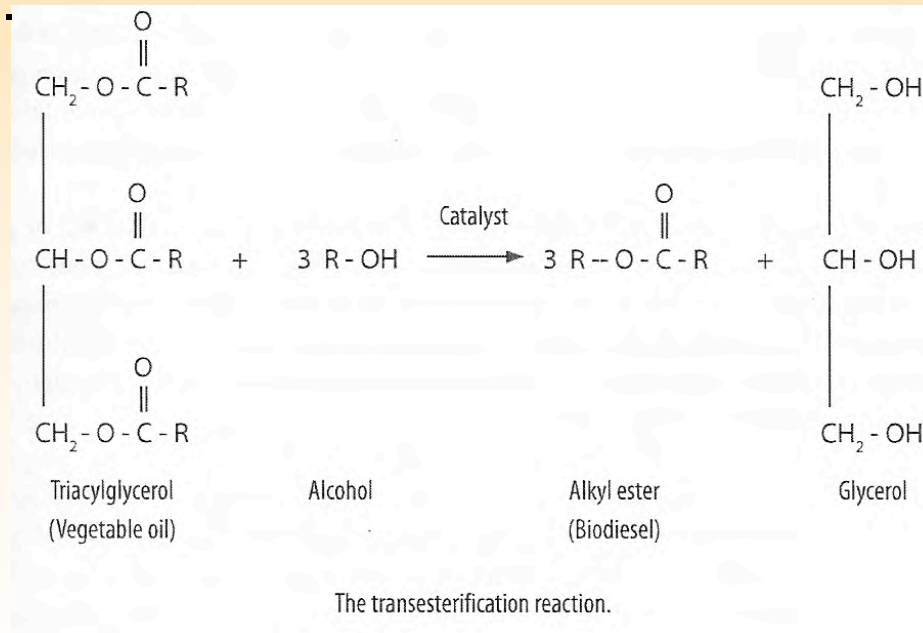 O
||
CH₂ - O - C - R
CH₂ - OH
O
||
Catalyst
O
||
CH - O - C - R + 3 R - OH → 3 R - O - C - R + CH - OH
O
||
CH₂ - O - C - R
CH₂ - OH
Triacylglycerol Alcohol Alkyl ester Glycerol
(Vegetable oil) (Biodiesel)
The transesterification reaction.